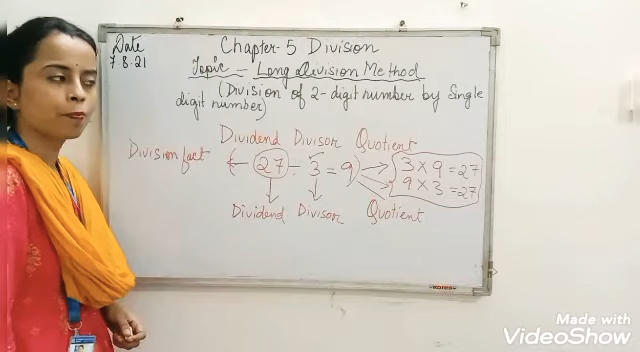 Date
7.8.21
Chapter-5 Division
Topic - Long Division Method
(Division of 2-digit number by Single
digit number)
Dividend Divisor Quotient
Division fact
( 27 ÷ 3 = 9 )
3 × 9 = 27
9 × 3 = 27
Dividend Divisor Quotient
KORES
Made with
VideoShow